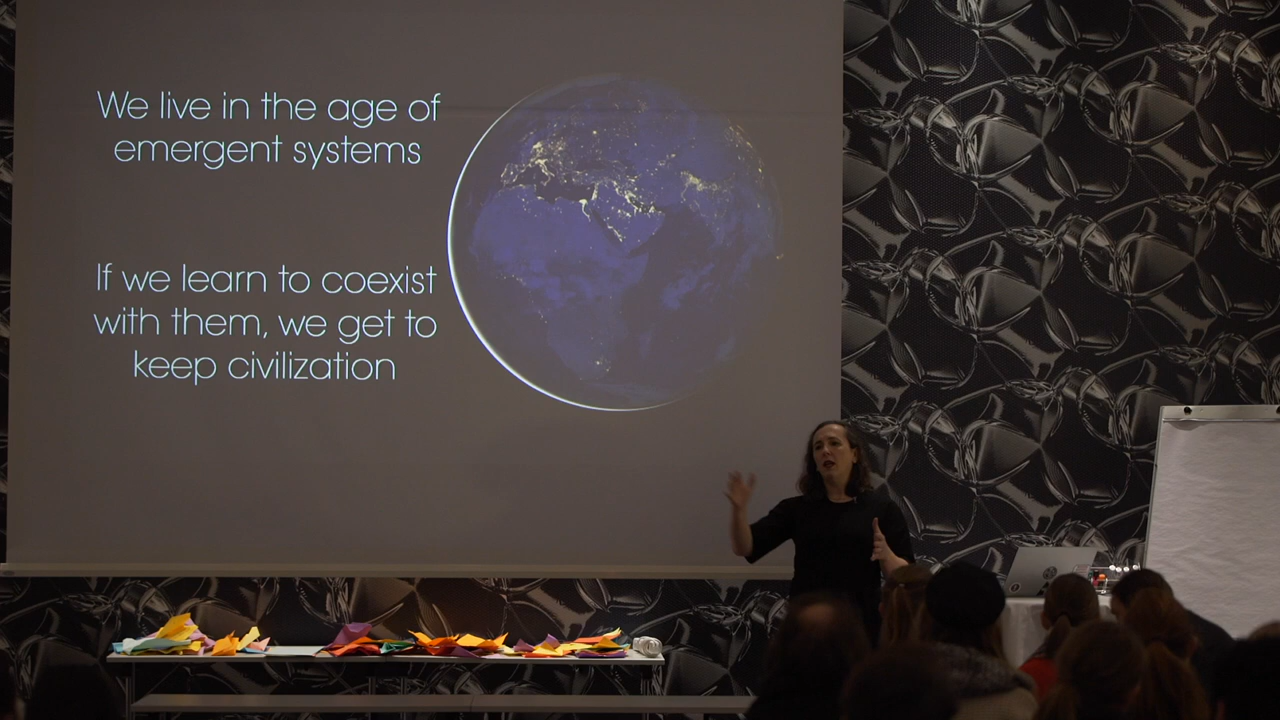 We live in the age of
emergent systems
If we learn to coexist
with them, we get to
keep civilization